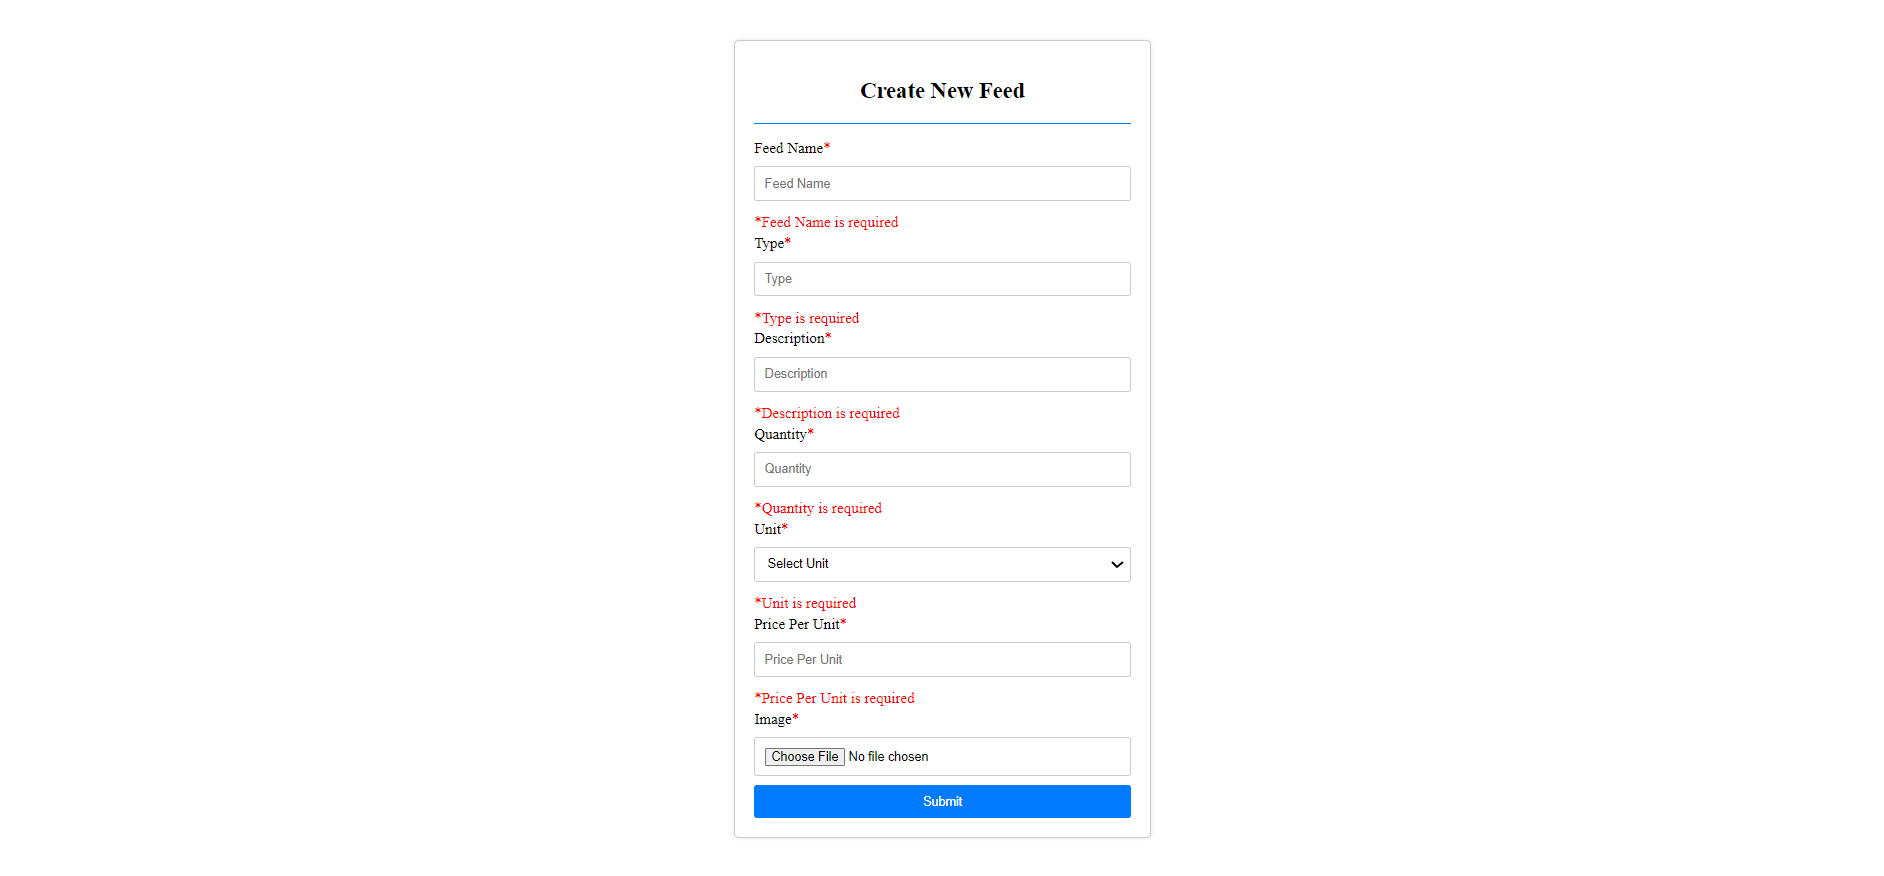 Create New Feed
Feed Name*
Feed Name
*Feed Name is required
Type*
Type
*Type is required
Description*
Description
*Description is required
Quantity*
Quantity
*Quantity is required
Unit*
Select Unit
*Unit is required
Price Per Unit*
Price Per Unit
*Price Per Unit is required
Image*
Choose File No file chosen
Submit